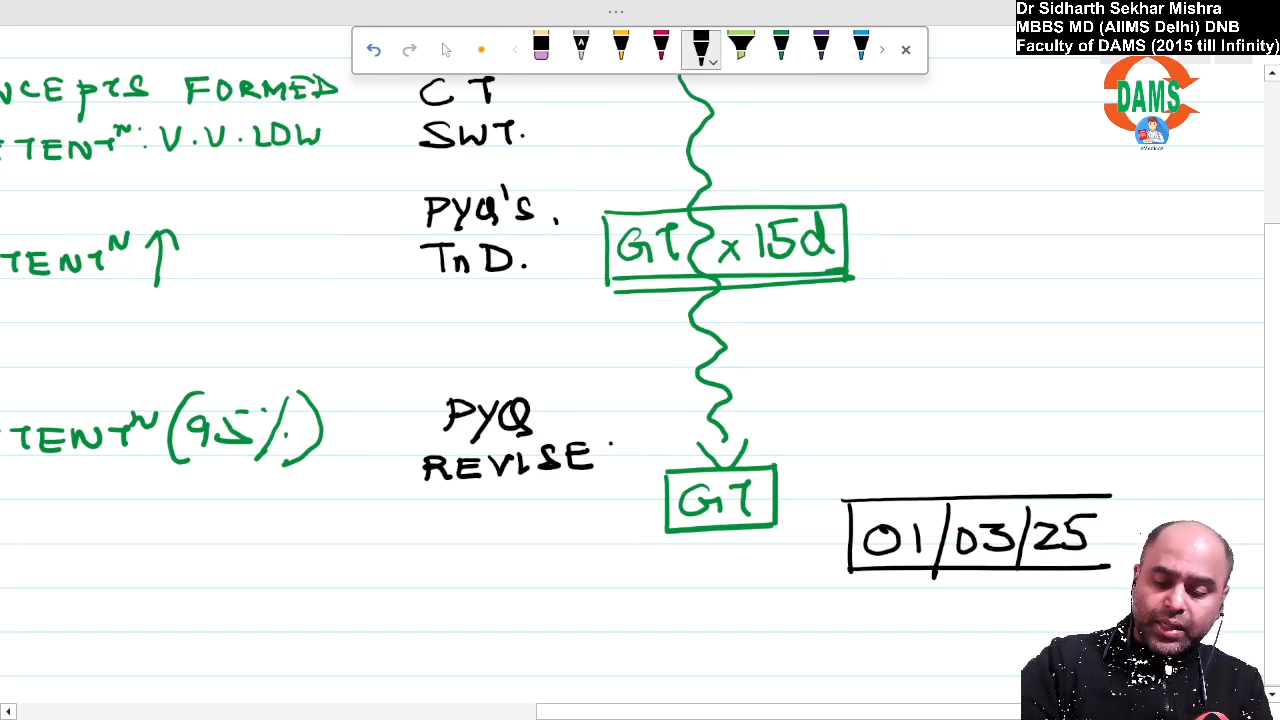 Dr Sidharth Sekhar Mishra
MBBS MD (AIIMS Delhi) DNB
Faculty of DAMS (2015 till Infinity)
DAMS
NCEPTS FORMED
TTENTᴺ: V.V.LOW
TENTᴺ ↑
TENTᴺ (95%)
CT
SWT.
PYQ'S.
TnD.
PYQ
REVISE
GT x 15d
GT
01/03/25